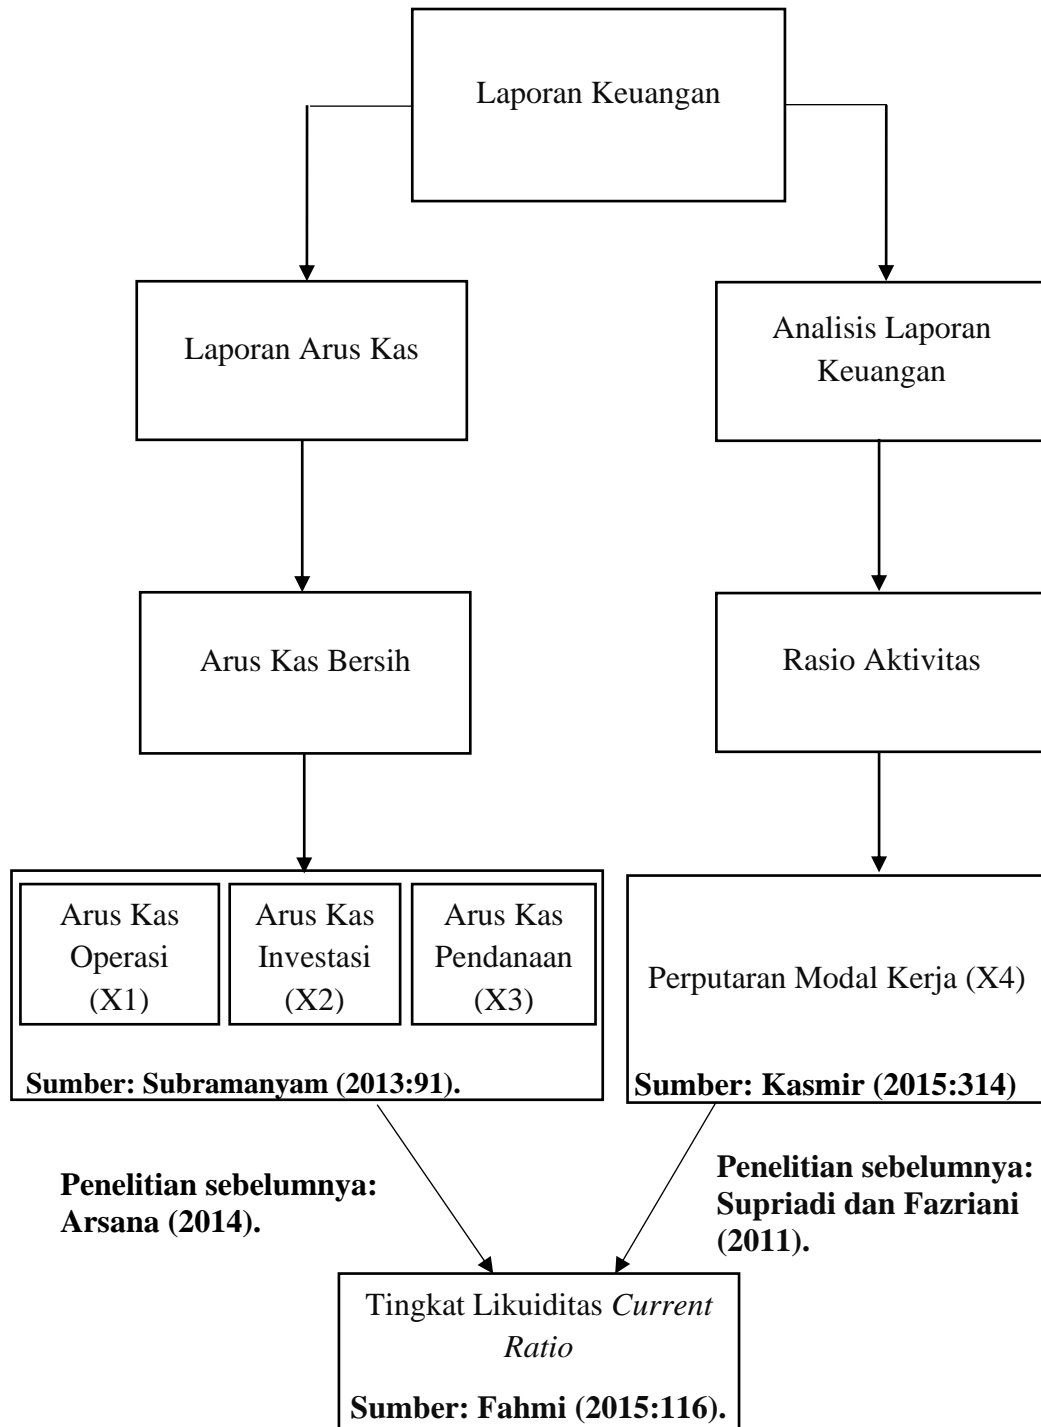 Laporan Keuangan
Laporan Arus Kas
Analisis Laporan
Keuangan
Arus Kas Bersih
Rasio Aktivitas
Arus Kas
Operasi
(X1)
Arus Kas
Investasi
(X2)
Arus Kas
Pendanaan
(X3)
Sumber: Subramanyam (2013:91).
Perputaran Modal Kerja (X4)
Sumber: Kasmir (2015:314)
Penelitian sebelumnya:
Arsana (2014).
Penelitian sebelumnya:
Supriadi dan Fazriani
(2011).
Tingkat Likuiditas Current
Ratio
Sumber: Fahmi (2015:116).